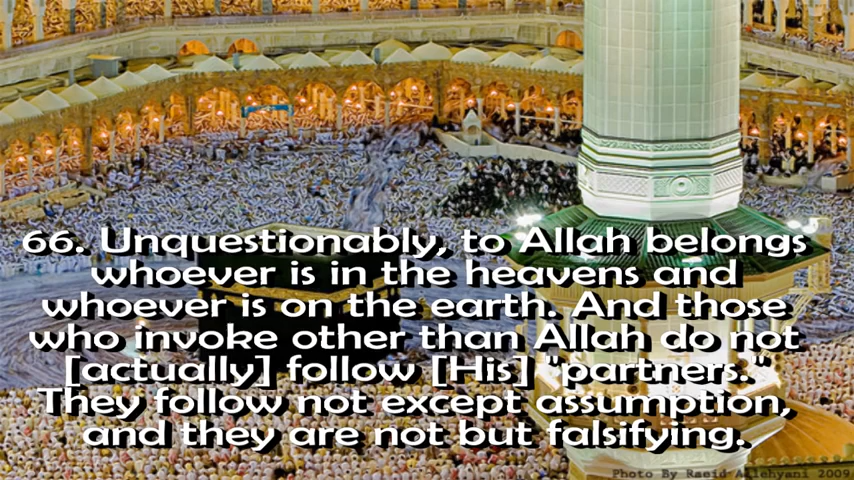 66. Unquestionably, to Allah belongs
whoever is in the heavens and
whoever is on the earth. And those
who invoke other than Allah do not
[actually] follow [His] "partners."
They follow not except assumption,
and they are not but falsifying.
Photo By Raeid Allehyani 2009